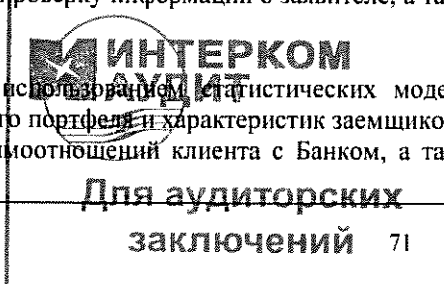 проверку информации о заявителе, а та
ИНТЕРКОМ
АУДИТ
использованием статистических моде
го портфеля и характеристик заемщико
имоотношений клиента с Банком, а та
Для аудиторских
заключений 71